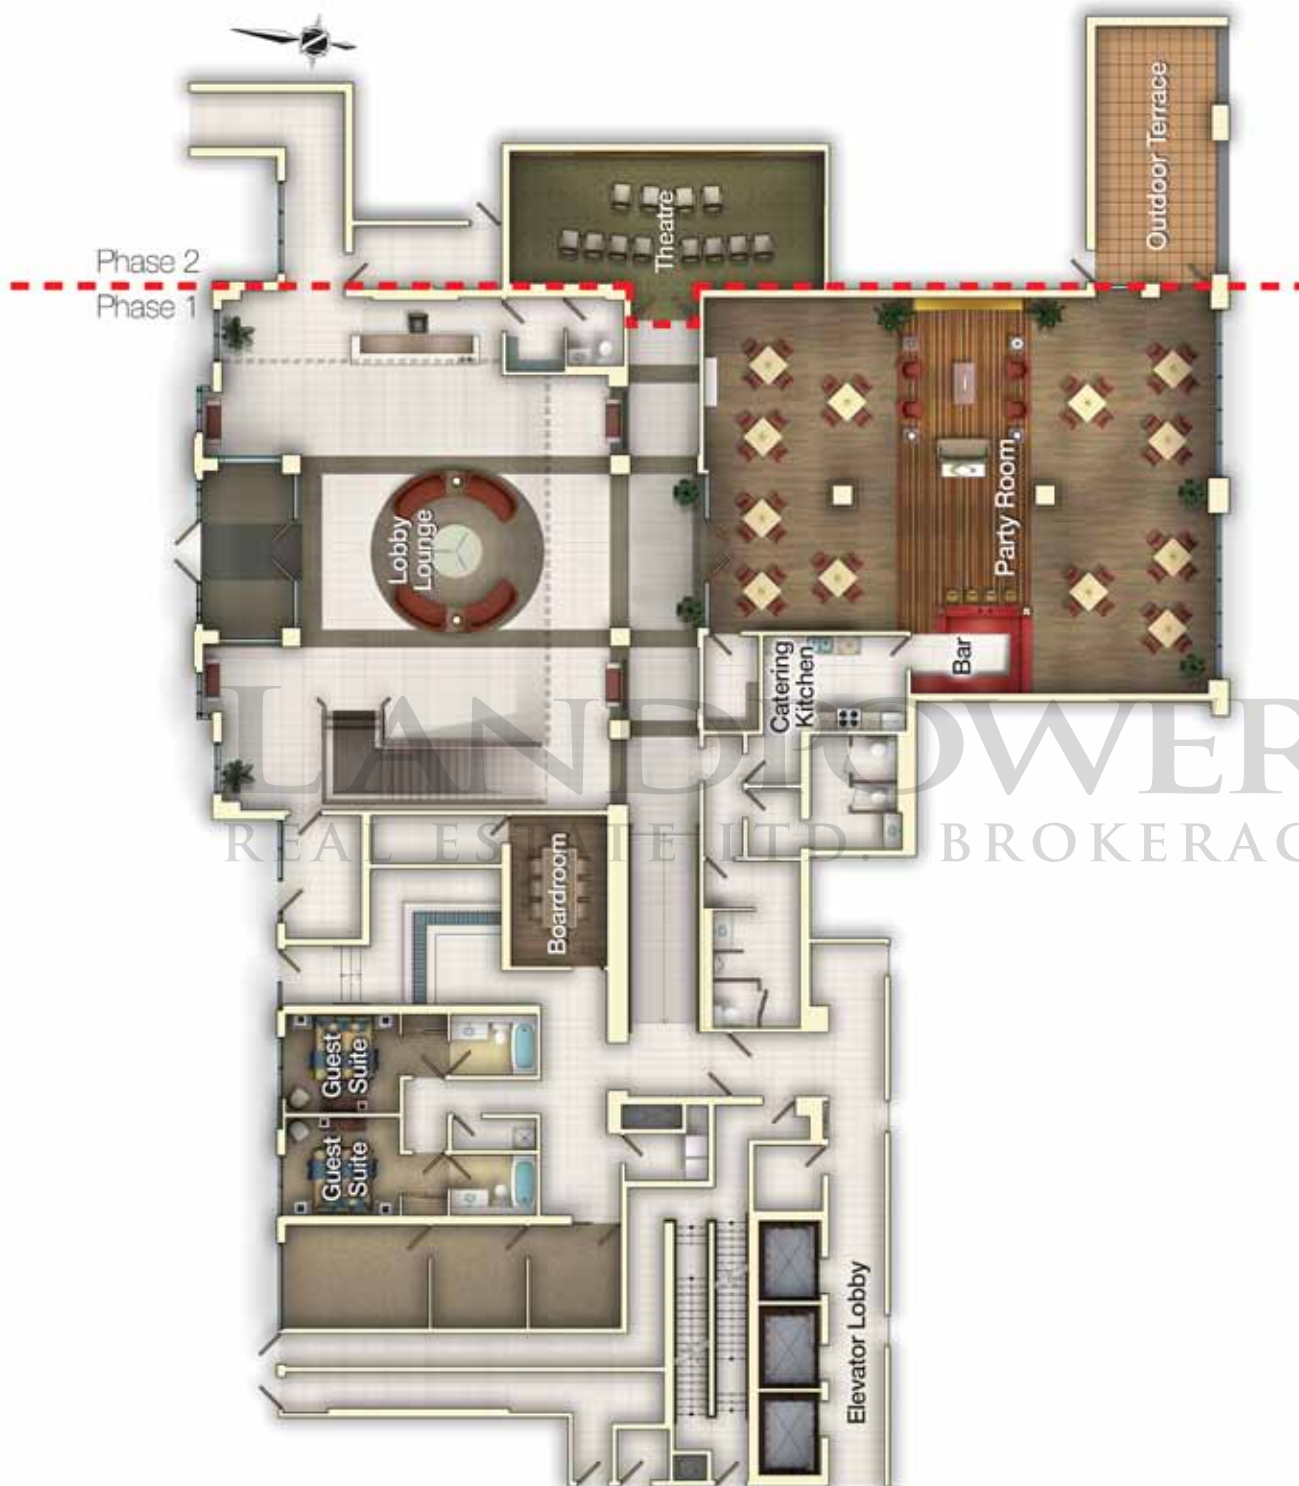 Phase 2
Phase 1
Theatre
Outdoor Terrace
Lobby
Lounge
Party Room
Catering
Kitchen
Bar
LANDPOWER
REAL ESTATE LTD. BROKERAG
Boardroom
Guest
Suite
Guest
Suite
Elevator Lobby